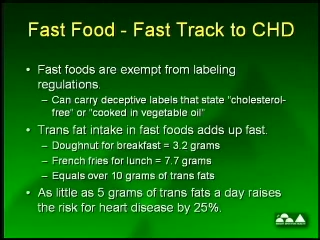 Fast Food - Fast Track to CHD
• Fast foods are exempt from labeling
regulations.
– Can carry deceptive labels that state "cholesterol-
free" or "cooked in vegetable oil"
• Trans fat intake in fast foods adds up fast.
– Doughnut for breakfast = 3.2 grams
– French fries for lunch = 7.7 grams
– Equals over 10 grams of trans fats
• As little as 5 grams of trans fats a day raises
the risk for heart disease by 25%.